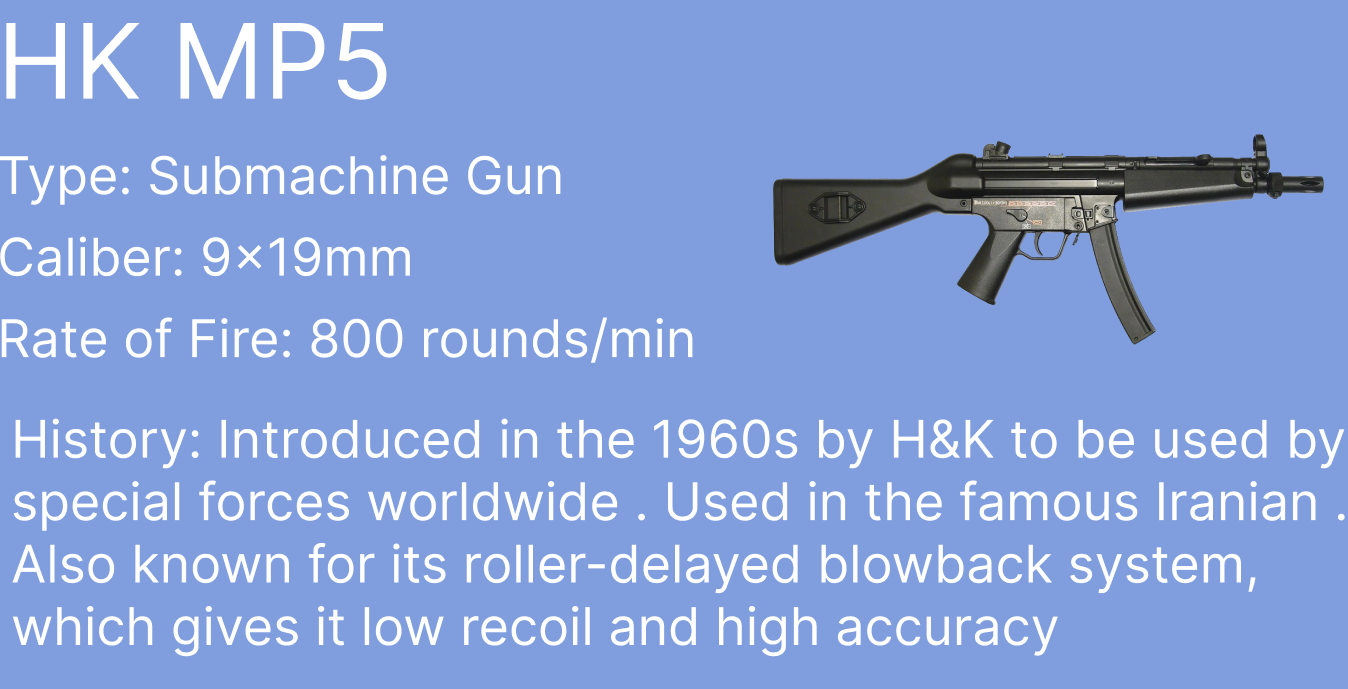 HK MP5
Type: Submachine Gun
Caliber: 9×19mm
Rate of Fire: 800 rounds/min
History: Introduced in the 1960s by H&K to be used by
special forces worldwide . Used in the famous Iranian .
Also known for its roller-delayed blowback system,
which gives it low recoil and high accuracy